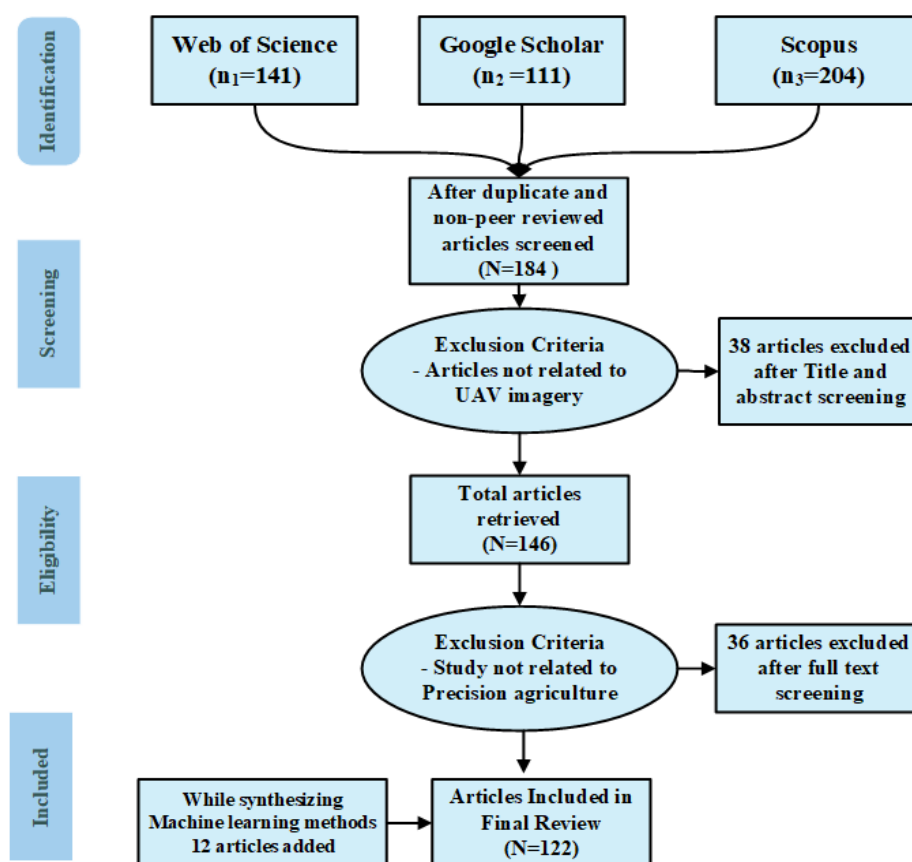 Identification
Web of Science
(n₁=141)
Google Scholar
(n₂ =111)
Scopus
(n₃=204)
After duplicate and
non-peer reviewed
articles screened
(N=184 )
Screening
Exclusion Criteria
- Articles not related to
UAV imagery
38 articles excluded
after Title and
abstract screening
Eligibility
Total articles
retrieved
(N=146)
Exclusion Criteria
- Study not related to
Precision agriculture
36 articles excluded
after full text
screening
Included
While synthesizing
Machine learning methods
12 articles added
Articles Included in
Final Review
(N=122)